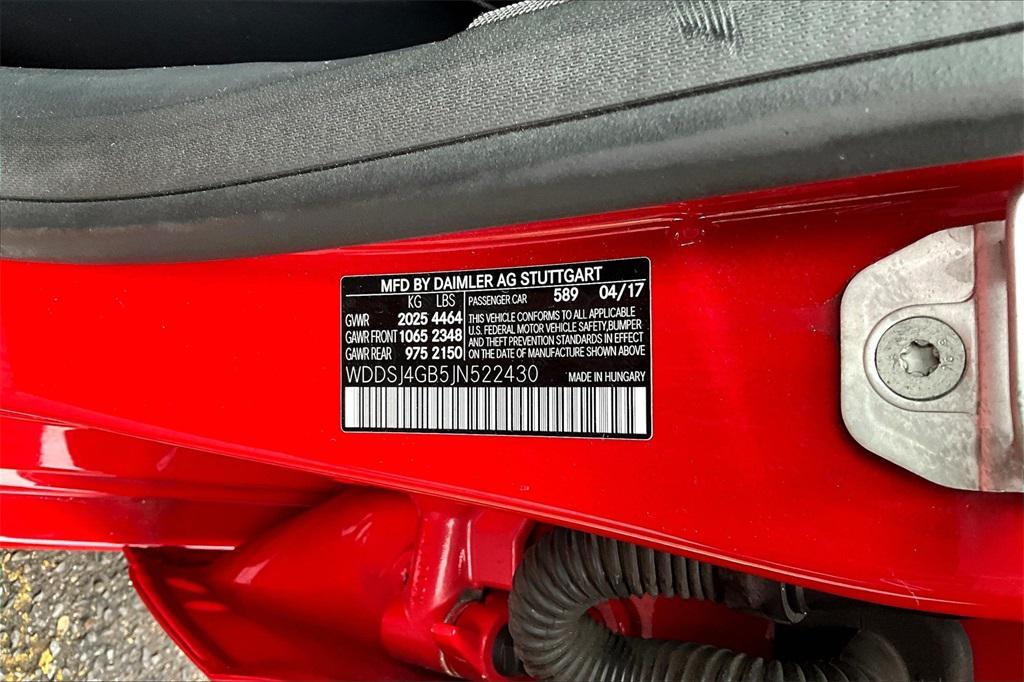 MFD BY DAIMLER AG STUTTGART
KG LBS
GVWR 2025 4464
GAWR FRONT 1065 2348
GAWR REAR 975 2150
PASSENGER CAR 589 04/17
THIS VEHICLE CONFORMS TO ALL APPLICABLE
U.S. FEDERAL MOTOR VEHICLE SAFETY,BUMPER
AND THEFT PREVENTION STANDARDS IN EFFECT
ON THE DATE OF MANUFACTURE SHOWN ABOVE
WDDSJ4GB5JN522430 MADE IN HUNGARY